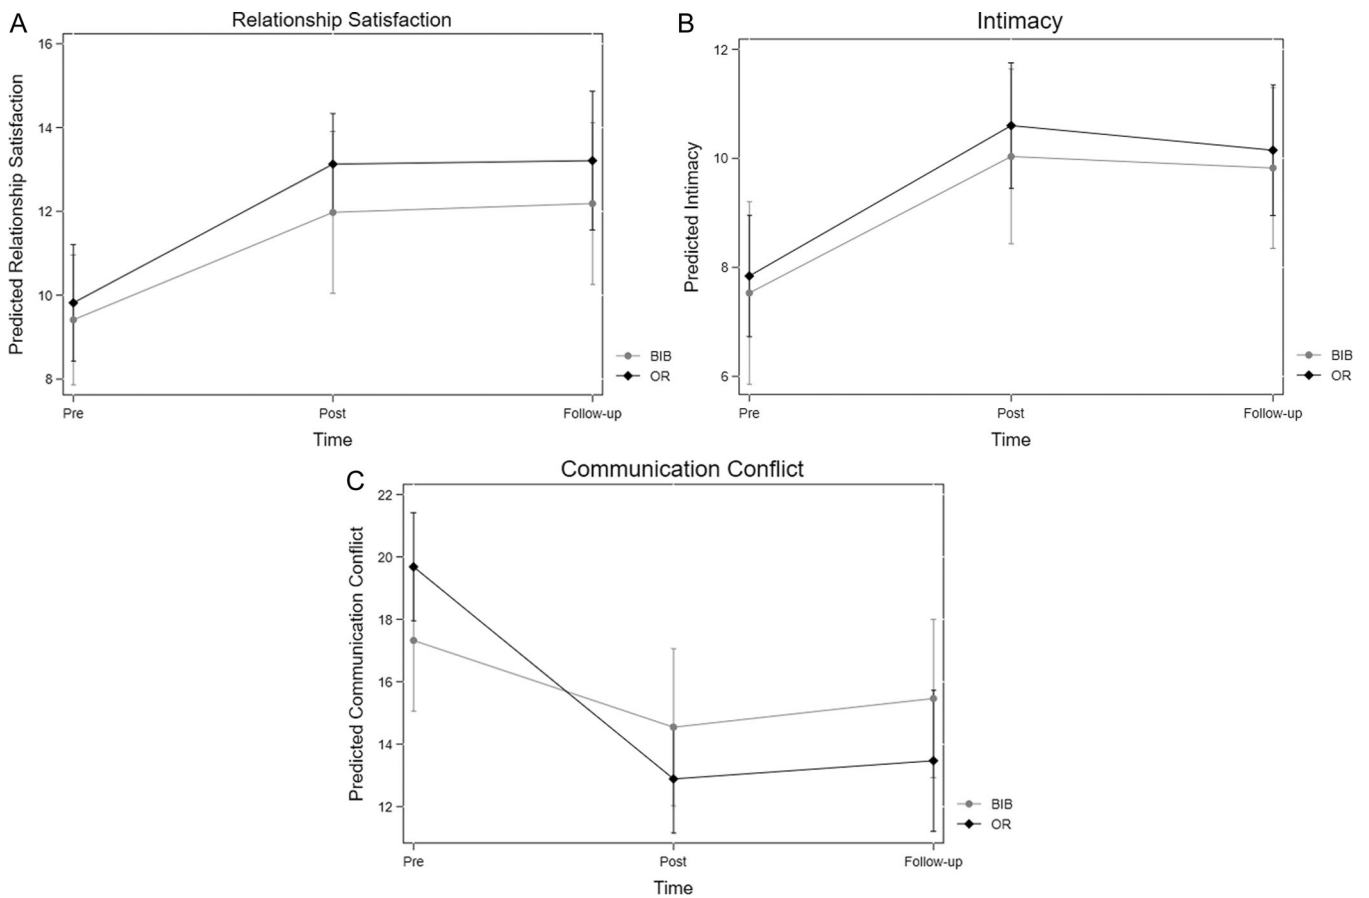 A
Relationship Satisfaction
Predicted Relationship Satisfaction
16
14
12
10
8
Pre
Post
Follow-up
Time
BIB
OR
B
Intimacy
Predicted Intimacy
12
10
8
6
Pre
Post
Follow-up
Time
BIB
OR
C
Communication Conflict
Predicted Communication Conflict
22
20
18
16
14
12
Pre
Post
Follow-up
Time
BIB
OR